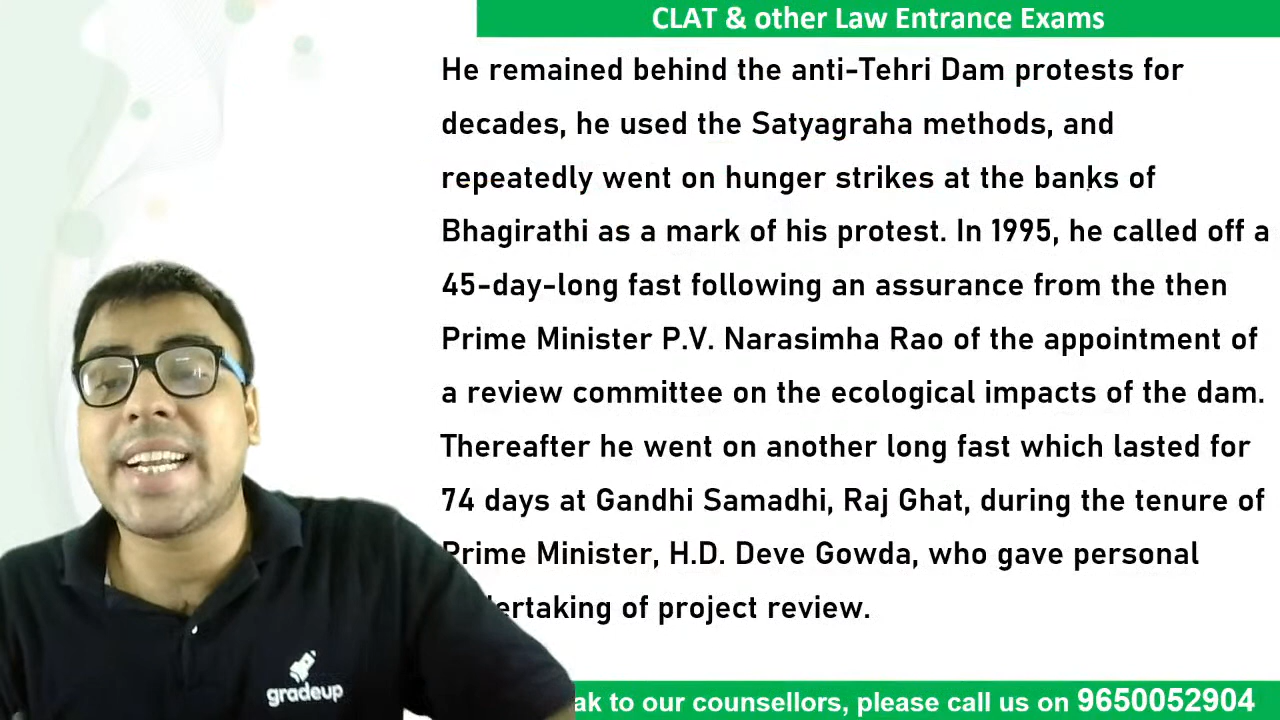 CLAT & other Law Entrance Exams
He remained behind the anti-Tehri Dam protests for
decades, he used the Satyagraha methods, and
repeatedly went on hunger strikes at the banks of
Bhagirathi as a mark of his protest. In 1995, he called off a
45-day-long fast following an assurance from the then
Prime Minister P.V. Narasimha Rao of the appointment of
a review committee on the ecological impacts of the dam.
Thereafter he went on another long fast which lasted for
74 days at Gandhi Samadhi, Raj Ghat, during the tenure of
Prime Minister, H.D. Deve Gowda, who gave personal
of project review.
gradeup
to our counsellors, please call us on 9650052904